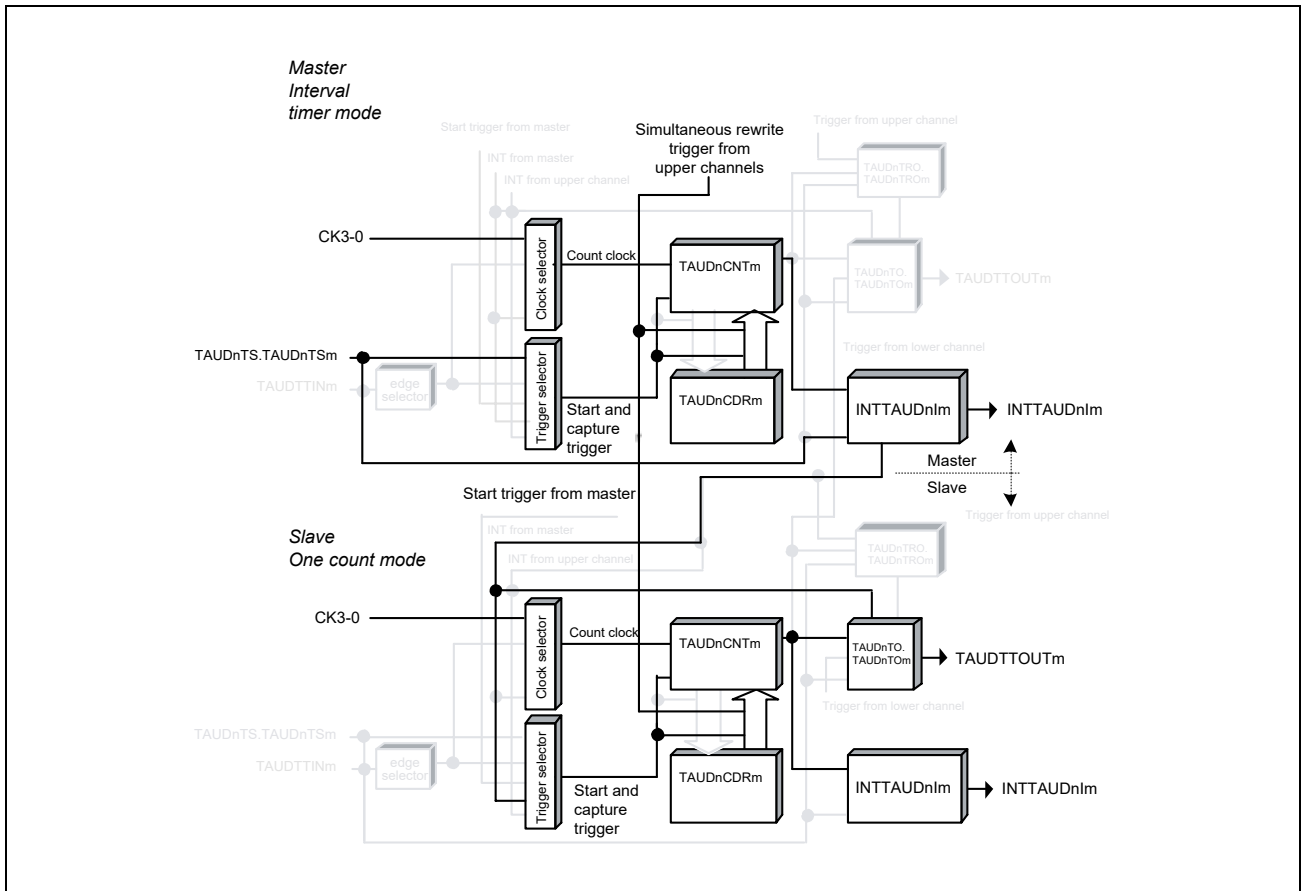 Master
Interval
timer mode
Start trigger from master
INT from master
INT from upper channel
Simultaneous rewrite
trigger from
upper channels
Trigger from upper channel
TAUDnTRO.
TAUDnTROm
CK3-0
Clock selector
Count clock
TAUDnCNTm
TAUDnTO.
TAUDnTOm
TAUDTTOUTm
TAUDnTS.TAUDnTSm
TAUDTTINm
edge
selector
Trigger selector
Start and
capture
trigger
TAUDnCDRm
Trigger from lower channel
INTTAUDnIm
INTTAUDnIm
Master
Slave
Start trigger from master
Trigger from upper channel
Slave
One count mode
INT from master
INT from upper channel
TAUDnTRO.
TAUDnTROm
CK3-0
Clock selector
Count clock
TAUDnCNTm
TAUDnTO.
TAUDnTOm
TAUDTTOUTm
Trigger from lower channel
TAUDnTS.TAUDnTSm
TAUDTTINm
edge
selector
Trigger selector
Start and
capture
trigger
TAUDnCDRm
INTTAUDnIm
INTTAUDnIm